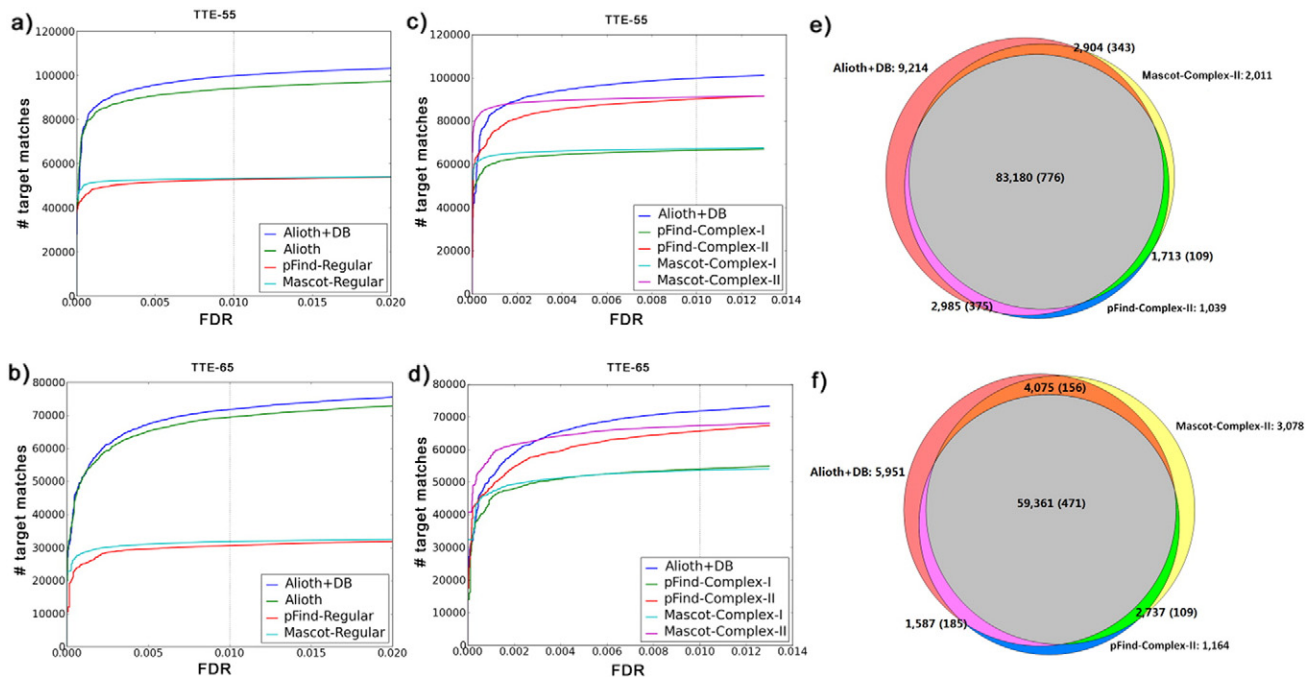 a)
TTE-55
120000
100000
80000
60000
40000
20000
0
# target matches
0.000 0.005 0.010 0.015 0.020
FDR
Alioth+DB
Alioth
pFind-Regular
Mascot-Regular
c)
TTE-55
120000
100000
80000
60000
40000
20000
0
# target matches
0.000 0.002 0.004 0.006 0.008 0.010 0.012 0.014
FDR
Alioth+DB
pFind-Complex-I
pFind-Complex-II
Mascot-Complex-I
Mascot-Complex-II
e)
2,904 (343)
Alioth+DB: 9,214
Mascot-Complex-II: 2,011
83,180 (776)
1,713 (109)
2,985 (375)
pFind-Complex-II: 1,039
b)
TTE-65
80000
70000
60000
50000
40000
30000
20000
10000
0
# target matches
0.000 0.005 0.010 0.015 0.020
FDR
Alioth+DB
Alioth
pFind-Regular
Mascot-Regular
d)
TTE-65
80000
70000
60000
50000
40000
30000
20000
10000
0
# target matches
0.000 0.002 0.004 0.006 0.008 0.010 0.012 0.014
FDR
Alioth+DB
pFind-Complex-I
pFind-Complex-II
Mascot-Complex-I
Mascot-Complex-II
f)
4,075 (156)
Mascot-Complex-II: 3,078
Alioth+DB: 5,951
59,361 (471)
2,737 (109)
1,587 (185)
pFind-Complex-II: 1,164